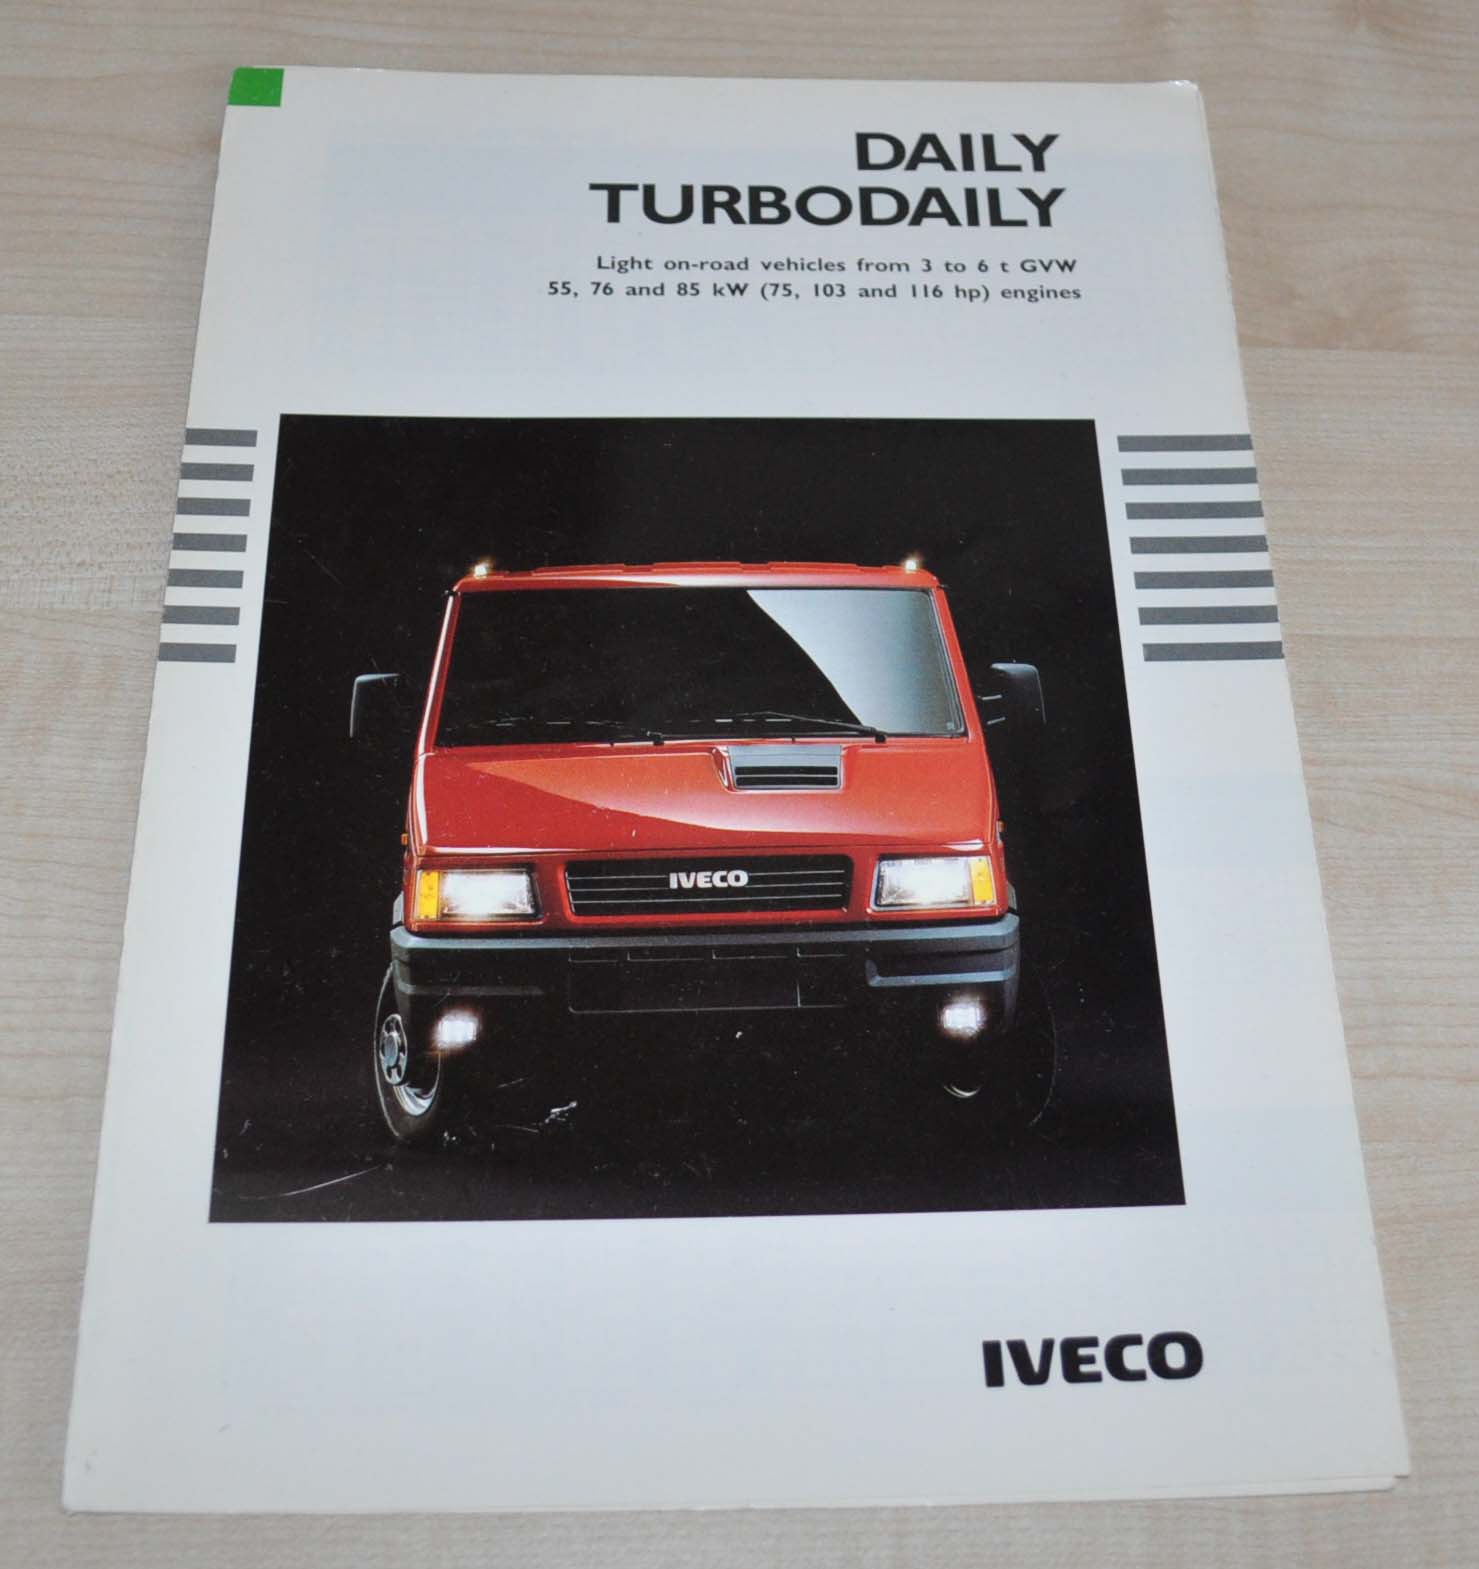 DAILY
TURBODAILY
Light on-road vehicles from 3 to 6 t GVW
55, 76 and 85 kW (75, 103 and 116 hp) engines
IVECO
IVECO